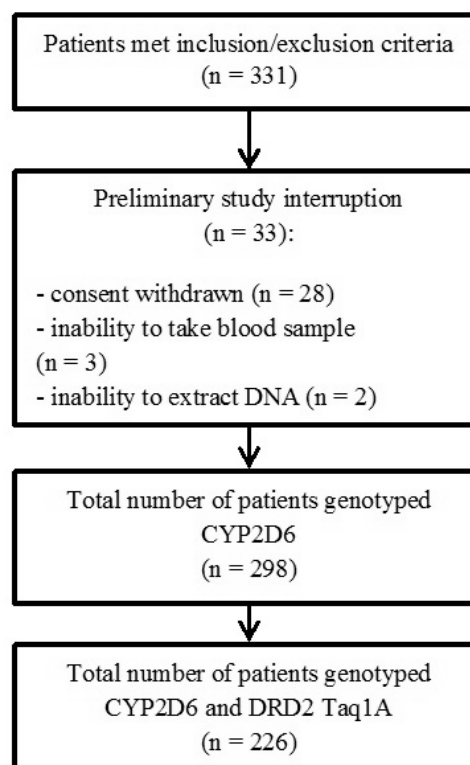 Patients met inclusion/exclusion criteria
(n = 331)
Preliminary study interruption
(n = 33):
- consent withdrawn (n = 28)
- inability to take blood sample
(n = 3)
- inability to extract DNA (n = 2)
Total number of patients genotyped
CYP2D6
(n = 298)
Total number of patients genotyped
CYP2D6 and DRD2 Taq1A
(n = 226)